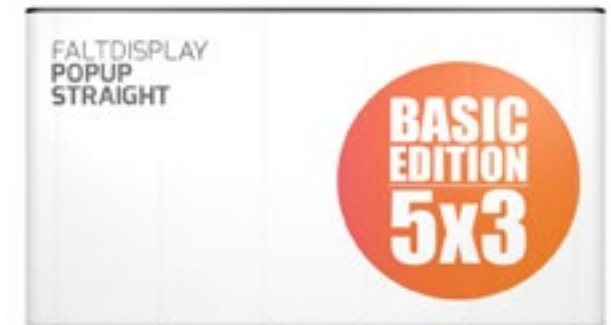 FALTDISPLAY
POPUP
STRAIGHT
BASIC
EDITION
5x3